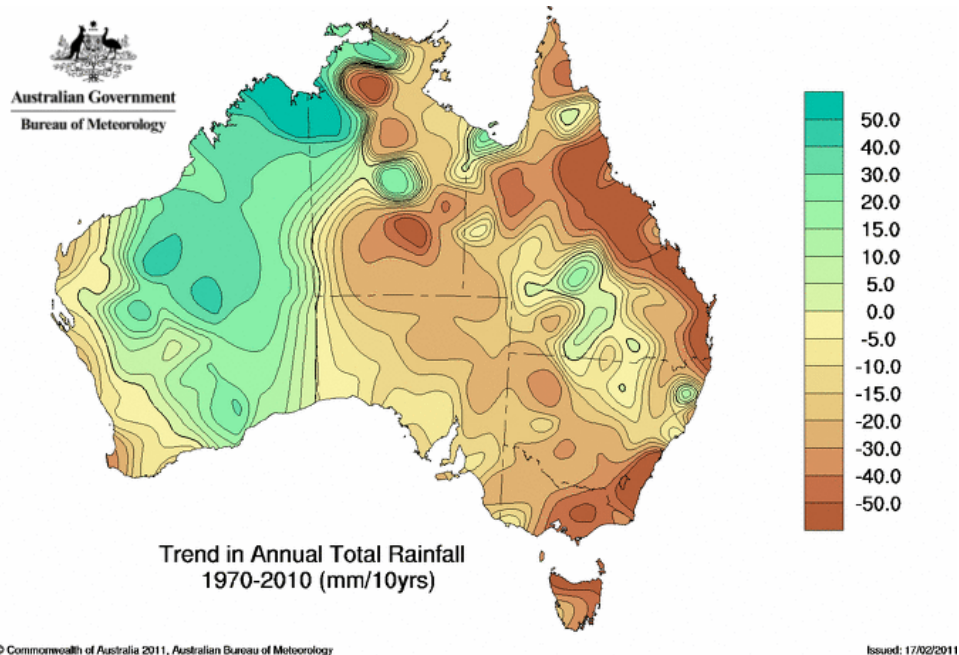 Australian Government
Bureau of Meteorology
50.0
40.0
30.0
20.0
15.0
10.0
5.0
0.0
-5.0
-10.0
-15.0
-20.0
-30.0
-40.0
-50.0
Trend in Annual Total Rainfall
1970-2010 (mm/10yrs)
© Commonwealth of Australia 2011, Australian Bureau of Meteorology
Issued: 17/02/2011